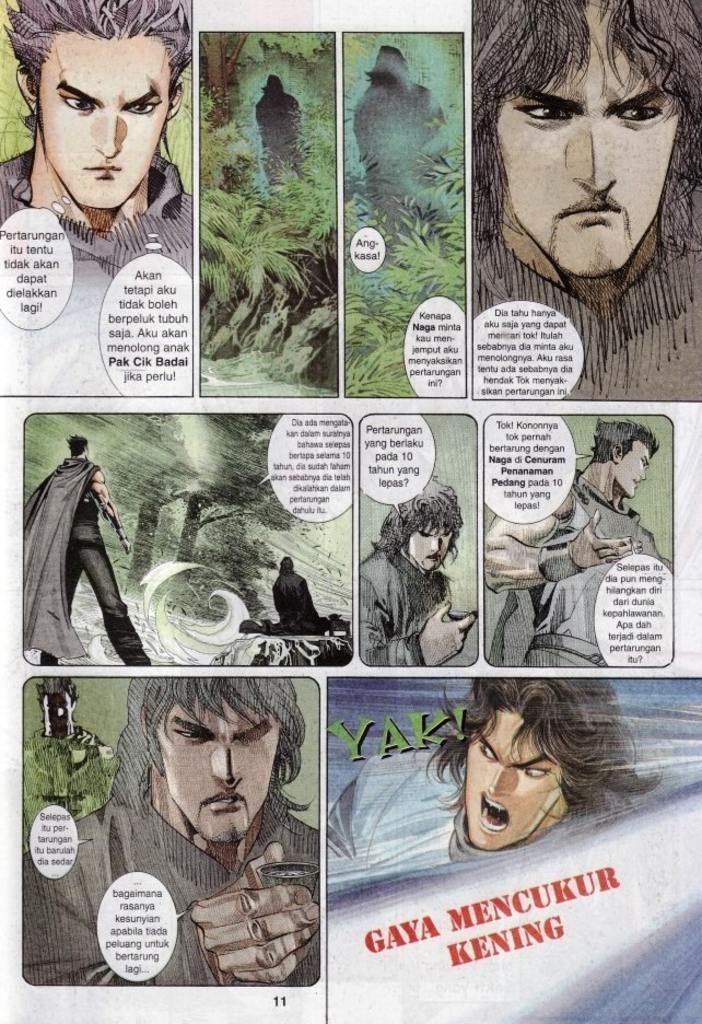 Pertarungan
itu tentu
tidak akan
dapat
dielakkan
lagi!
Akan
tetapi aku
tidak boleh
berpeluk tubuh
saja. Aku akan
menolong anak
Pak Cik Badai
jika perlu!
Ang-
kasa!
Kenapa
Naga minta
kau men-
jemput aku
menyaksikan
pertarungan
ini?
Dia tahu hanya
aku saja yang dapat
mencari tok! Itulah
sebabnya dia minta aku
menolongnya. Aku rasa
tentu ada sebabnya dia
hendak Tok menyak-
sikan pertarungan ini.
Dia ada mengata-
kan dalam suratnya
bahawa selepas
bertapa selama 10
tahun, dia sudah faham
akan sebabnya dia telah
dikalahkan dalam
pertarungan
dahulu itu.
Pertarungan
yang berlaku
pada 10
tahun yang
lepas?
Tok! Kononnya
tok pernah
bertarung dengan
Naga di Cenuram
Penanaman
Pedang pada 10
tahun yang
lepas!
Selepas itu
dia pun meng-
hilangkan diri
dari dunia
kepahlawanan.
Apa dah
terjadi dalam
pertarungan
itu?
Selepas
itu per-
tarungan
itu barulah
dia sedar
...
...
bagaimana
rasanya
kesunyian
apabila tiada
peluang untuk
bertarung
lagi...
YAK!
GAYA MENCUKUR
KENING
11